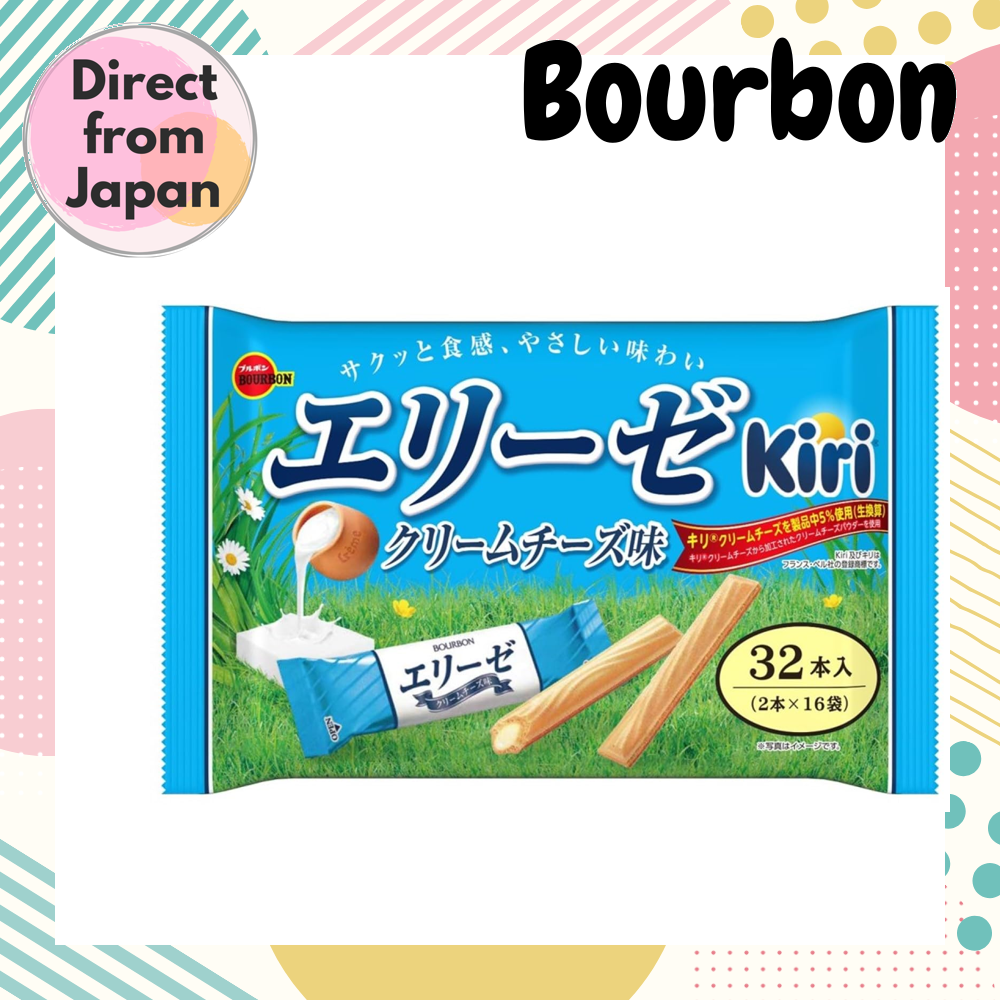 Direct
from
Japan
Bourbon
サクッと食感、やさしい味わい
ブルボン
BOURBON
エリーゼ
Kiri
クリームチーズ味
キリ®クリームチーズを製品中5%使用(生換算)
キリ®クリームチーズから加工されたクリームチーズパウダーを使用
Kiri 及びキリは
フランス・ベル社の登録商標です。
Creme
BOURBON
エリーゼ
クリームチーズ味
32本入
(2本×16袋)
※写真はイメージです。